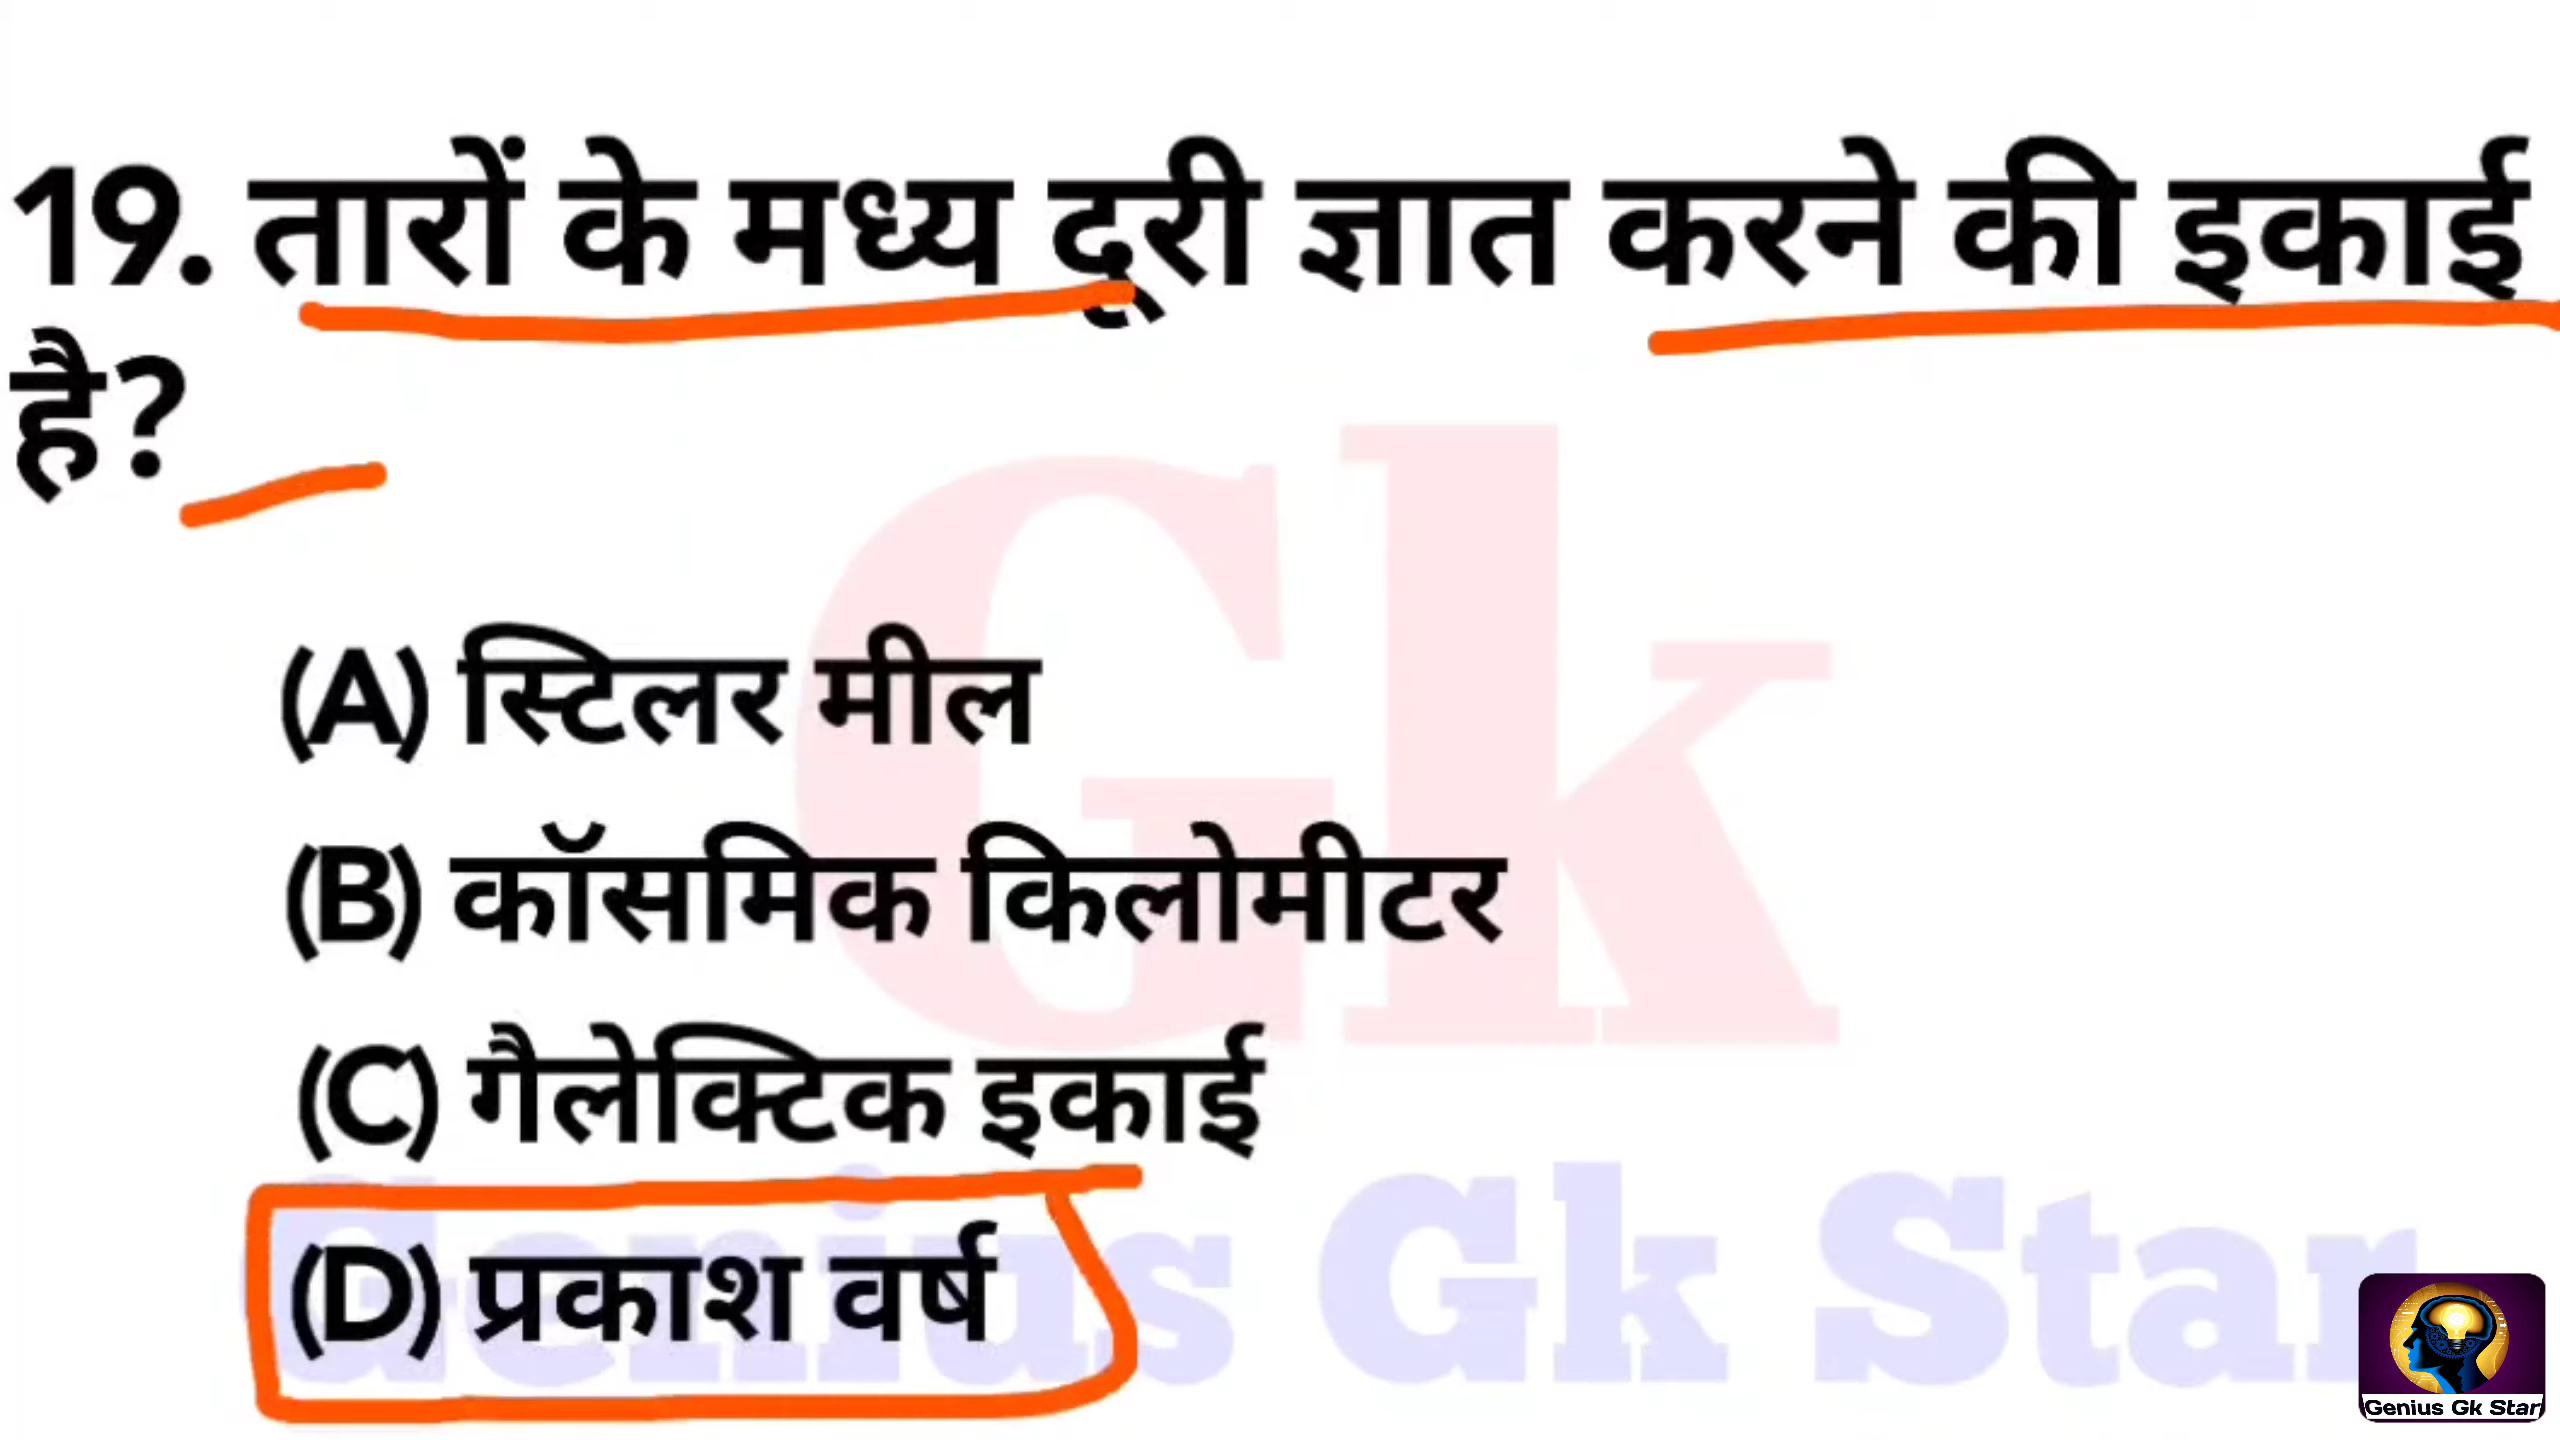 19. तारों के मध्य दूरी ज्ञात करने की इकाई
है?
(A) स्टिलर मील
(B) कॉसमिक किलोमीटर
(C) गैलेक्टिक इकाई
(D) प्रकाश वर्ष
Gk
Genius Gk Star
Genius Gk Star